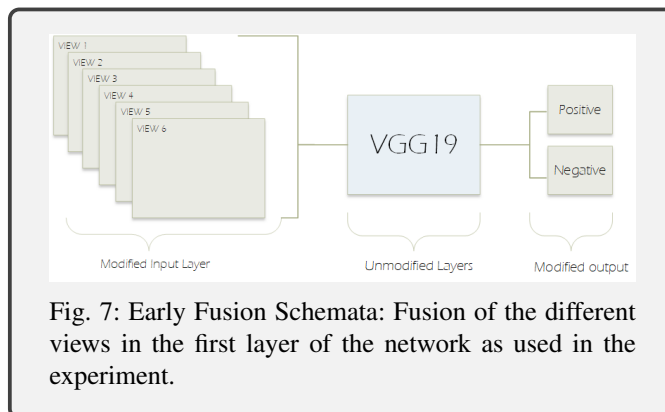 VIEW 1
VIEW 2
VIEW 3
VIEW 4
VIEW 5
VIEW 6
VGG19
Positive
Negative
Modified Input Layer
Unmodified Layers
Modified output
Fig. 7: Early Fusion Schemata: Fusion of the different
views in the first layer of the network as used in the
experiment.